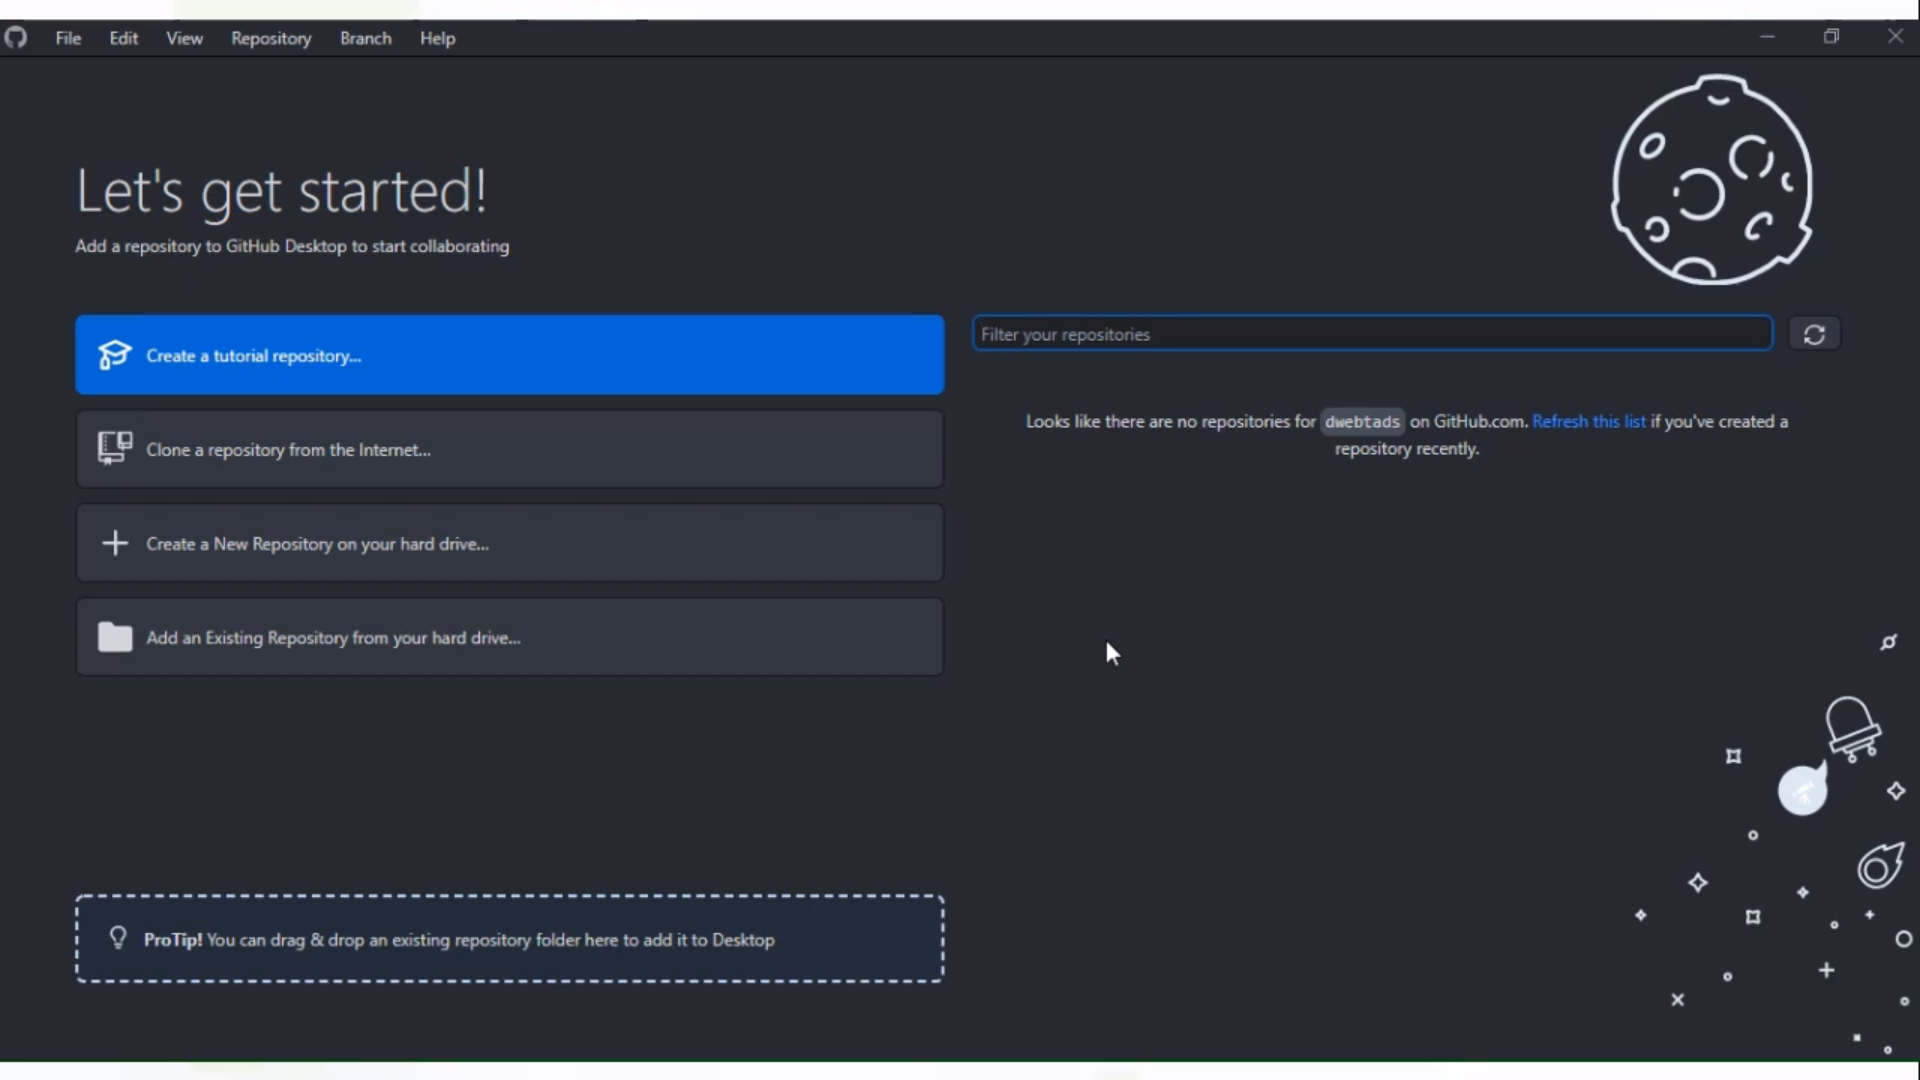 File Edit View Repository Branch Help
Let's get started!
Add a repository to GitHub Desktop to start collaborating
Create a tutorial repository...
Clone a repository from the Internet...
Create a New Repository on your hard drive...
Add an Existing Repository from your hard drive...
Filter your repositories
Looks like there are no repositories for dwebtads on GitHub.com. Refresh this list if you've created a
repository recently.
ProTip! You can drag & drop an existing repository folder here to add it to Desktop